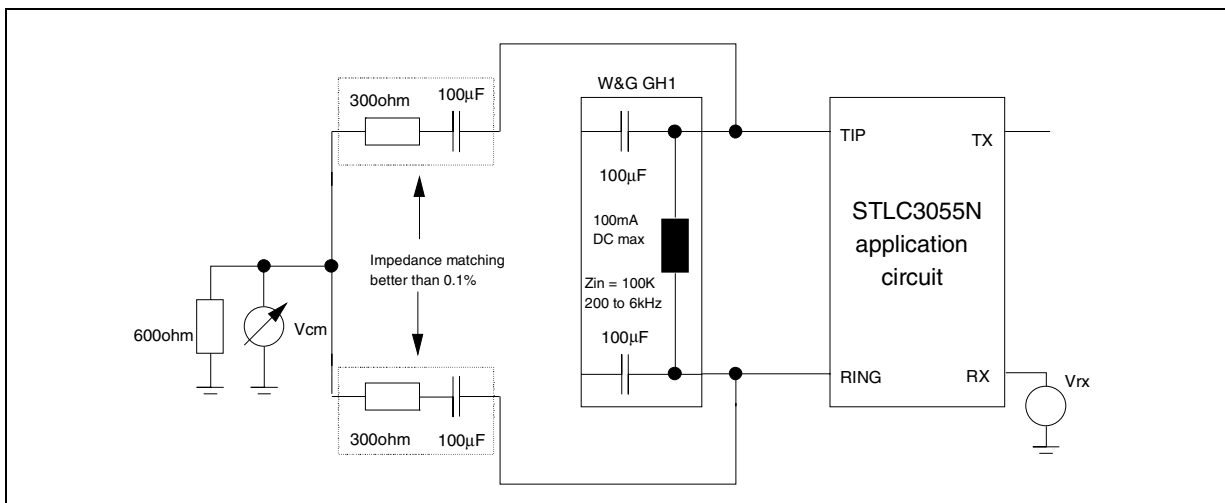 300ohm
100μF
W&G GH1
TIP
TX
100μF
STLC3055N
application
circuit
100mA
DC max
Impedance matching
better than 0.1%
Zin = 100K
200 to 6kHz
600ohm
Vcm
100μF
RING
RX
Vrx
300ohm
100μF